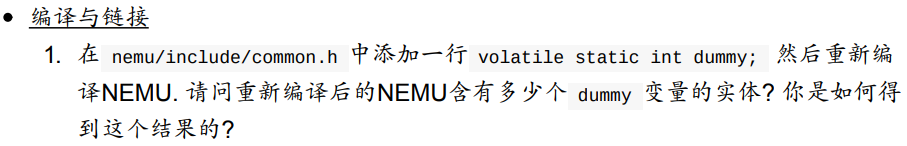 • 编译与链接
1. 在 nemu/include/common.h 中添加一行 volatile static int dummy; 然后重新编
译NEMU. 请问重新编译后的NEMU含有多少个 dummy 变量的实体? 你是如何得
到这个结果的?